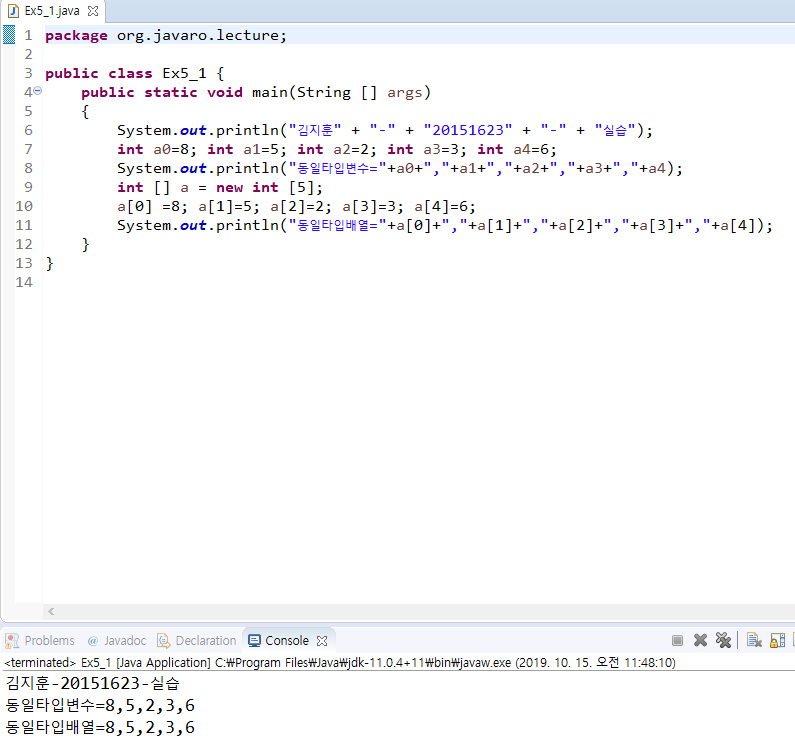 Ex5_1.java
1 package org.javaro.lecture;
2
3 public class Ex5_1 {
4 public static void main(String [] args)
5 {
6 System.out.println("김지훈" + "-" + "20151623" + "-" + "실습");
7 int a0=8; int a1=5; int a2=2; int a3=3; int a4=6;
8 System.out.println("동일타입변수="+a0+","+a1+","+a2+","+a3+","+a4);
9 int [] a = new int [5];
10 a[0] =8; a[1]=5; a[2]=2; a[3]=3; a[4]=6;
11 System.out.println("동일타입배열="+a[0]+","+a[1]+","+a[2]+","+a[3]+","+a[4]);
12 }
13 }
14
Problems @ Javadoc Declaration Console
<terminated> Ex5_1 [Java Application] C:₩Program Files₩Java₩jdk-11.0.4+11₩bin₩javaw.exe (2019. 10. 15. 오전 11:48:10)
김지훈-20151623-실습
동일타입변수=8,5,2,3,6
동일타입배열=8,5,2,3,6